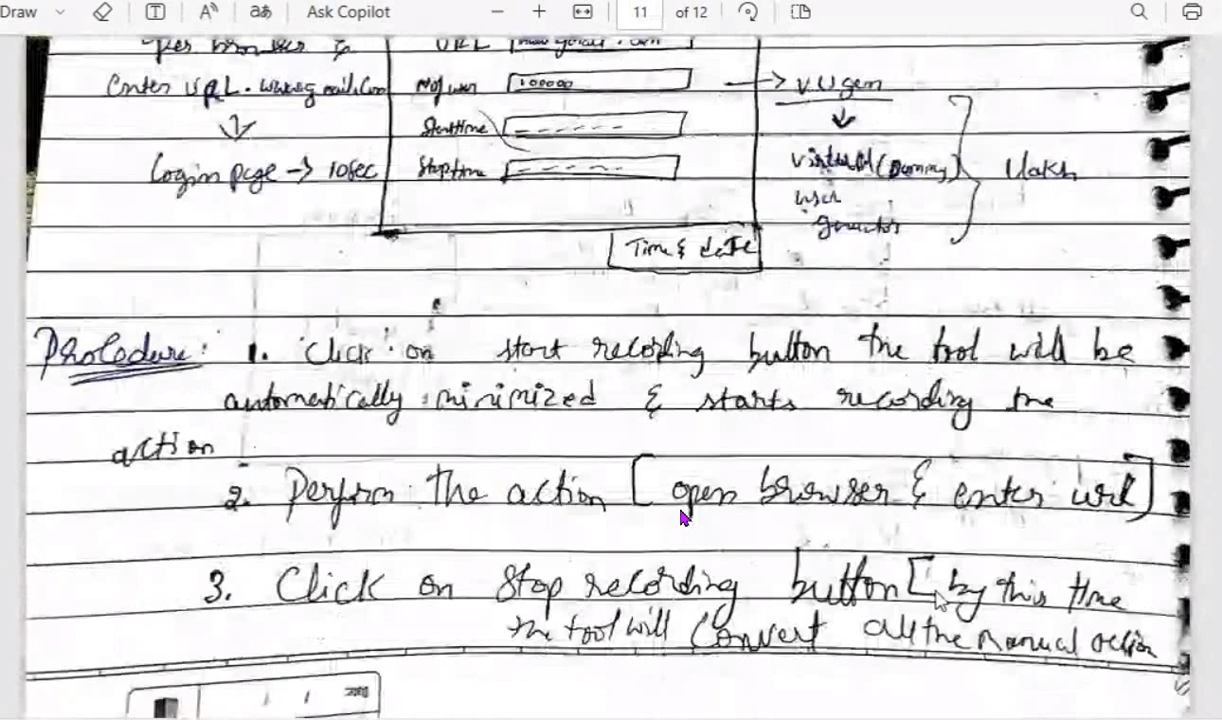 Draw
Ask Copilot
11 of 12
URL
Enter URL. www.gmail.com
No of user 100000
→ VUgen
Start time
Login page → 10sec
Stop time
Virtual (Dummy) 1 lakh
user
generator
Time & date
Procedure: 1. Click on start recording button the tool will be
automatically minimized & starts recording the
action
2. Perform the action [open browser & enter url]
3. Click on Stop recording button [by this time
the tool will Convert all the manual action